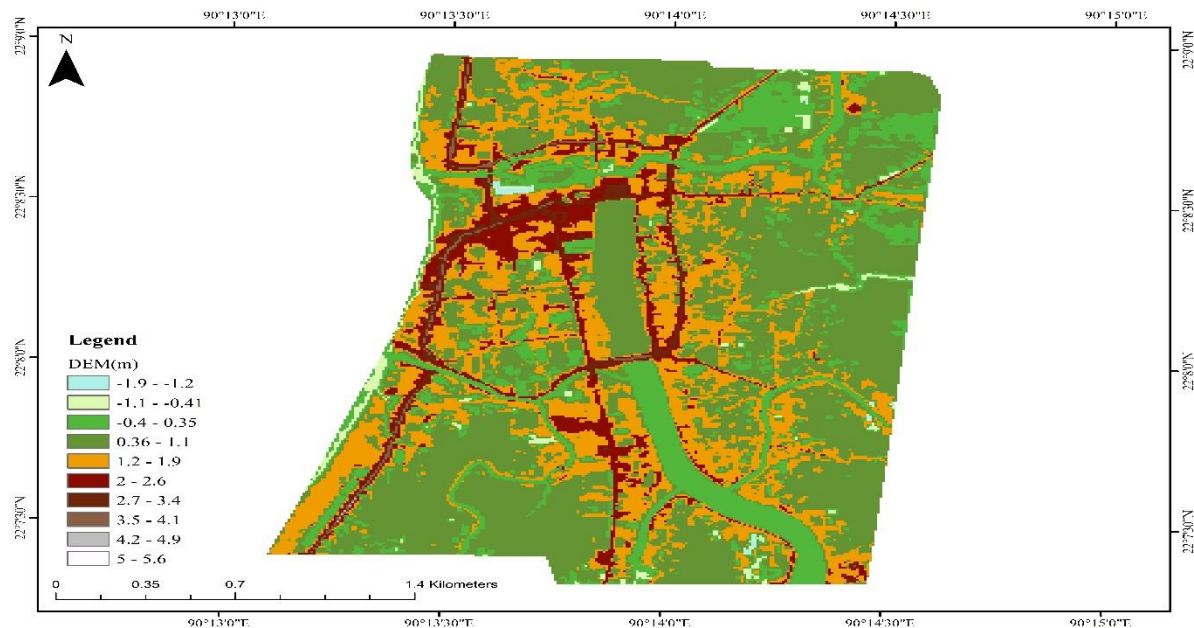 90°13'0"E
90°13'30"E
90°14'0"E
90°14'30"E
90°15'0"E
N
22°9'0"N
22°9'0"N
22°8'30"N
22°8'30"N
22°8'0"N
22°8'0"N
22°7'30"N
22°7'30"N
Legend
DEM(m)
-1.9 - -1.2
-1.1 - -0.41
-0.4 - 0.35
0.36 - 1.1
1.2 - 1.9
2 - 2.6
2.7 - 3.4
3.5 - 4.1
4.2 - 4.9
5 - 5.6
0 0.35 0.7 1.4 Kilometers
90°13'0"E
90°13'30"E
90°14'0"E
90°14'30"E
90°15'0"E